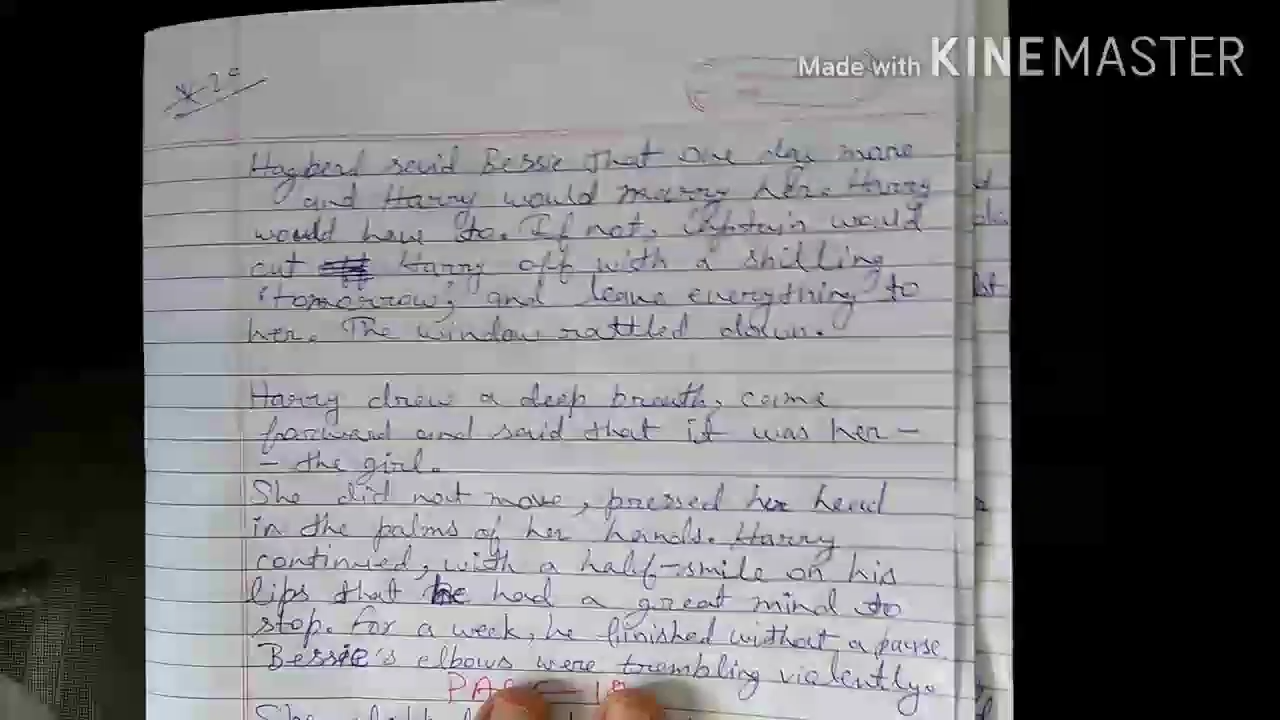 Made with KINEMASTER
Hagberd said Bessie that one day more
and Harry would marry her. Harry
would have to. If not, Captain would
cut Harry off with a shilling
'tomorrow', and leave everything to
her. The window rattled down.
Harry drew a deep breath, came
forward and said that it was her –
– the girl.
She did not move, pressed her head
in the palms of her hands. Harry
continued, with a half-smile on his
lips that he had a great mind to
stop. For a week, he finished without a pause.
Bessie's elbows were trembling violently.
PAGE – 18